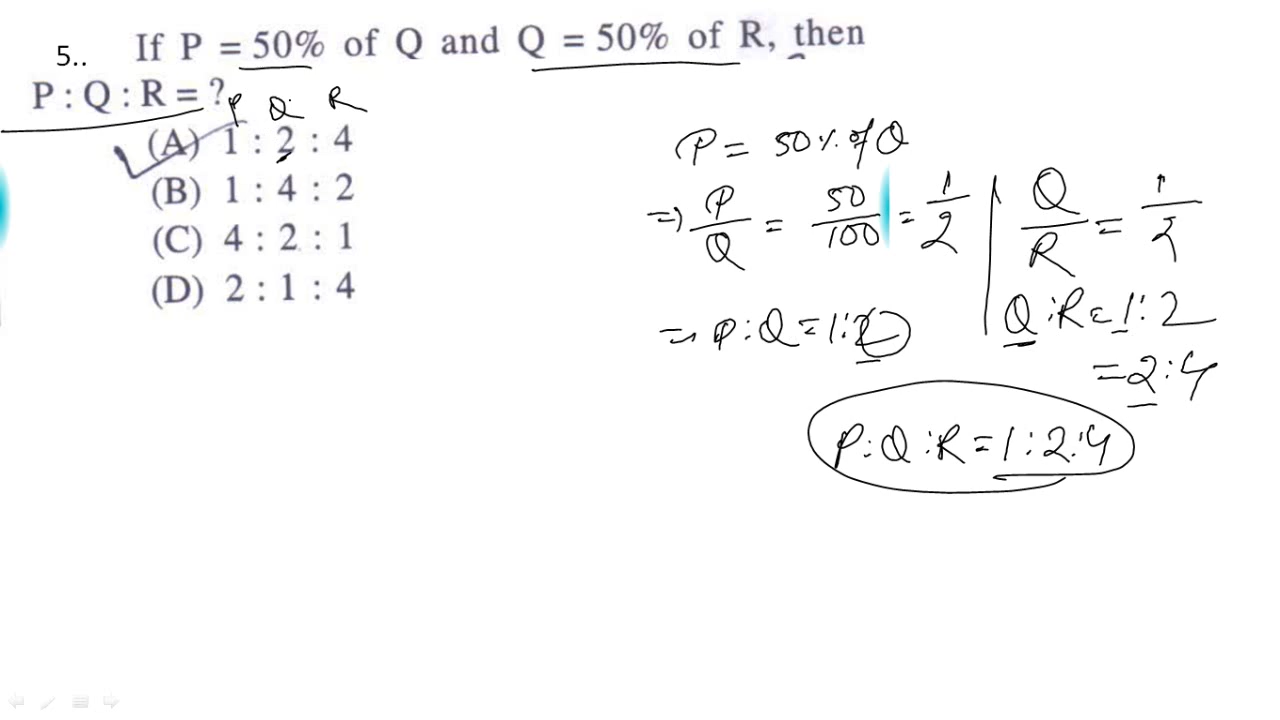 5.. If P = 50% of Q and Q = 50% of R, then
P : Q : R = ?
P Q R
(A) 1 : 2 : 4
(B) 1 : 4 : 2
(C) 4 : 2 : 1
(D) 2 : 1 : 4
P = 50% of Q
=> P/Q = 50/100 = 1/2
=> P : Q = 1 : 2
Q/R = 1/2
Q : R = 1 : 2
= 2 : 4
P : Q : R = 1 : 2 : 4